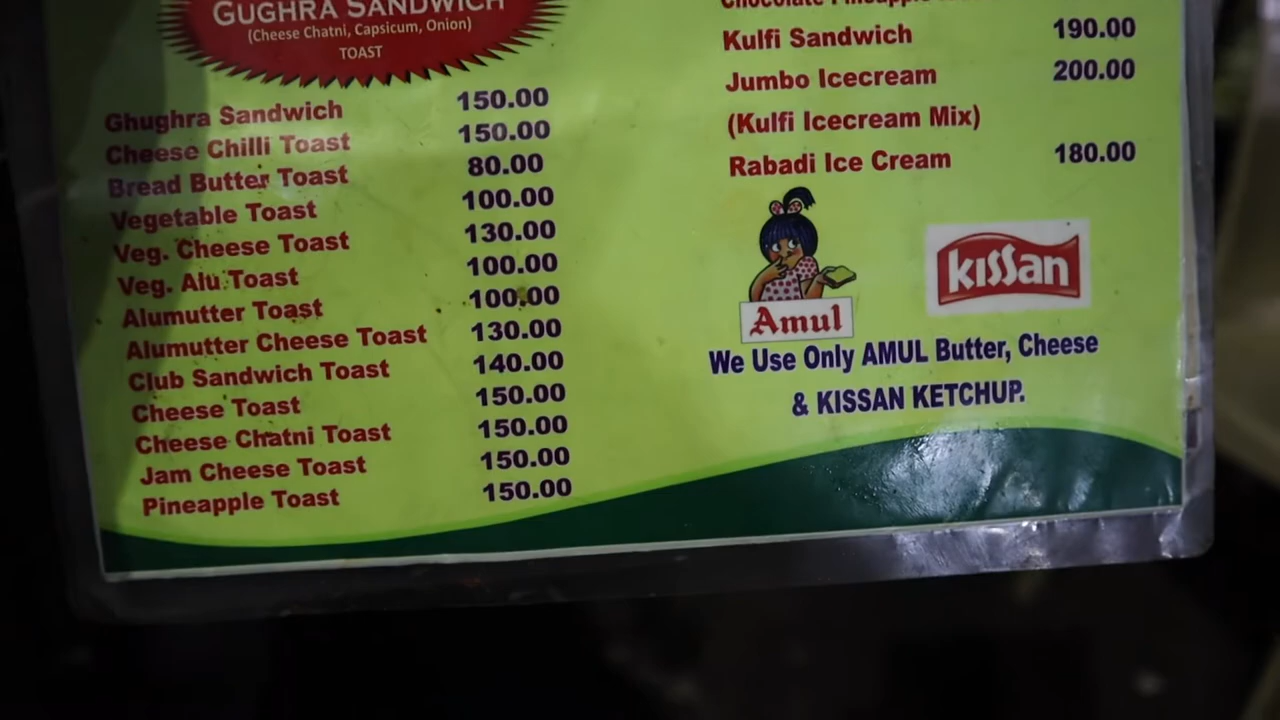 GUGHRA SANDWICH
(Cheese Chatni, Capsicum, Onion)
TOAST
Ghughra Sandwich 150.00
Cheese Chilli Toast 150.00
Bread Butter Toast 80.00
Vegetable Toast 100.00
Veg. Cheese Toast 130.00
Veg. Alu Toast 100.00
Alumutter Toast 100.00
Alumutter Cheese Toast 130.00
Club Sandwich Toast 140.00
Cheese Toast 150.00
Cheese Chatni Toast 150.00
Jam Cheese Toast 150.00
Pineapple Toast 150.00
Chocolate Pineapple
Kulfi Sandwich 190.00
Jumbo Icecream 200.00
(Kulfi Icecream Mix)
Rabadi Ice Cream 180.00
Amul
kissan
We Use Only AMUL Butter, Cheese
& KISSAN KETCHUP.